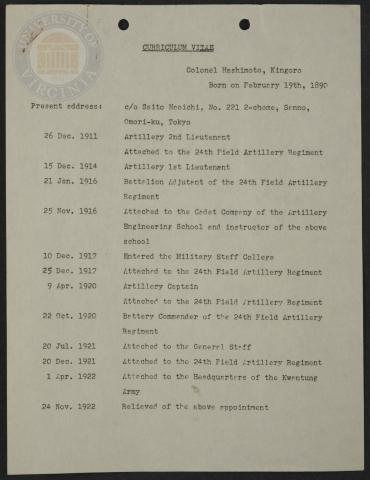 UNIVERSITY OF VIRGINIA
CURRICULUM VITAE
Colonel Hashimoto, Kingoro
Born on February 19th, 1890
Present address: c/o Saito Naoichi, No. 221 2-chome, Sanno,
Omori-ku, Tokyo
26 Dec. 1911 Artillery 2nd Lieutenant
Attached to the 24th Field Artillery Regiment
15 Dec. 1914 Artillery 1st Lieutenant
21 Jan. 1916 Battalion Adjutant of the 24th Field Artillery
Regiment
25 Nov. 1916 Attached to the Cadet Company of the Artillery
Engineering School and instructor of the above
school
10 Dec. 1917 Entered the Military Staff College
25 Dec. 1917 Attached to the 24th Field Artillery Regiment
9 Apr. 1920 Artillery Captain
Attached to the 24th Field Artillery Regiment
22 Oct. 1920 Battery Commander of the 24th Field Artillery
Regiment
20 Jul. 1921 Attached to the General Staff
20 Dec. 1921 Attached to the 24th Field Artillery Regiment
1 Apr. 1922 Attached to the Headquarters of the Kwantung
Army
24 Nov. 1922 Relieved of the above appointment